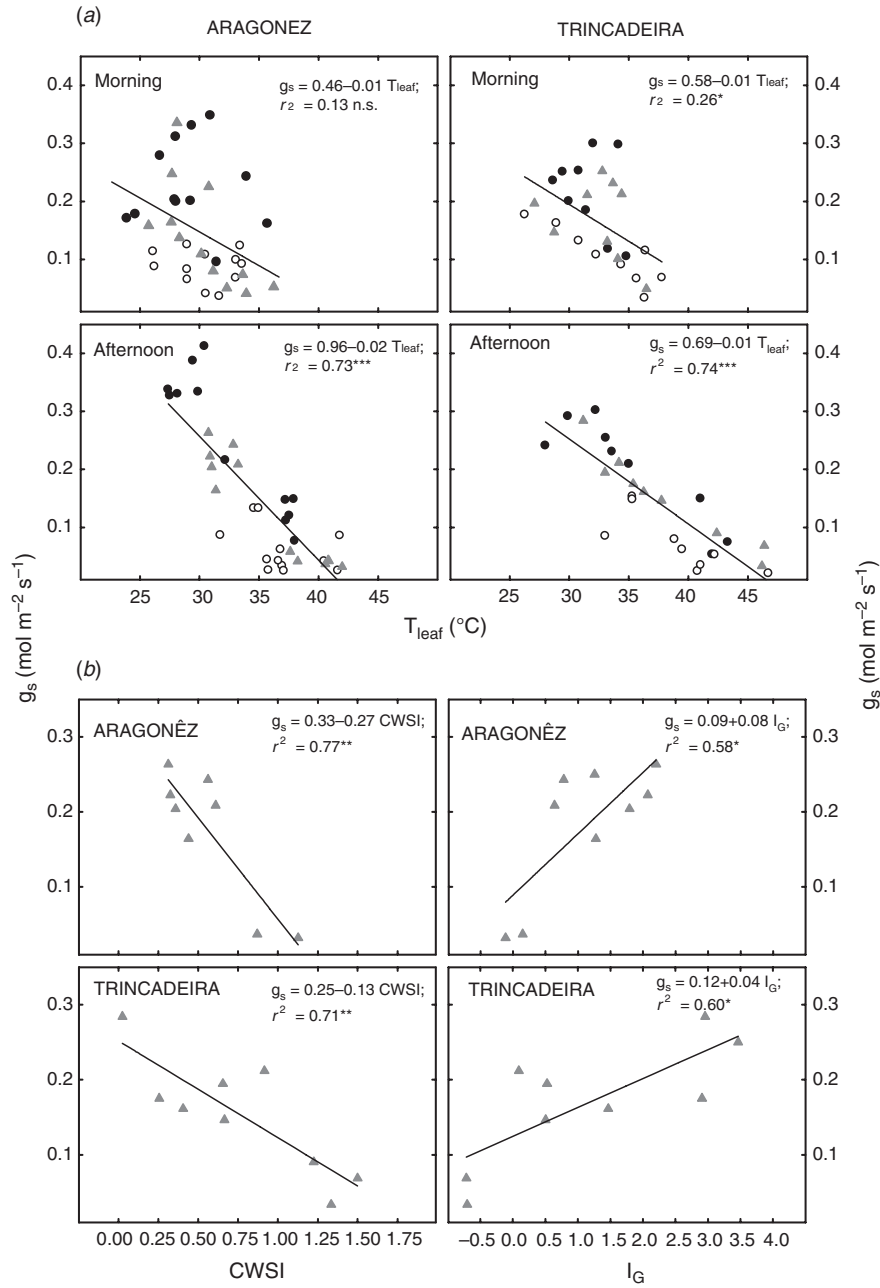 (a)
ARAGONEZ
TRINCADEIRA
Morning
gs = 0.46–0.01 Tleaf;
r2 = 0.13 n.s.
Morning
gs = 0.58–0.01 Tleaf;
r2 = 0.26*
0.4
0.3
0.2
0.1
0.4
0.3
0.2
0.1
Afternoon
gs = 0.96–0.02 Tleaf;
r2 = 0.73***
Afternoon
gs = 0.69–0.01 Tleaf;
r² = 0.74***
0.4
0.3
0.2
0.1
0.4
0.3
0.2
0.1
25 30 35 40 45
25 30 35 40 45
Tleaf (°C)
gs (mol m–2 s–1)
gs (mol m–2 s–1)
(b)
ARAGONÊZ
gs = 0.33–0.27 CWSI;
r² = 0.77**
ARAGONÊZ
gs = 0.09+0.08 IG;
r² = 0.58*
0.3
0.2
0.1
0.3
0.2
0.1
TRINCADEIRA
gs = 0.25–0.13 CWSI;
r² = 0.71**
TRINCADEIRA
gs = 0.12+0.04 IG;
r² = 0.60*
0.3
0.2
0.1
0.3
0.2
0.1
0.00 0.25 0.50 0.75 1.00 1.25 1.50 1.75
–0.5 0.0 0.5 1.0 1.5 2.0 2.5 3.0 3.5 4.0
CWSI
IG